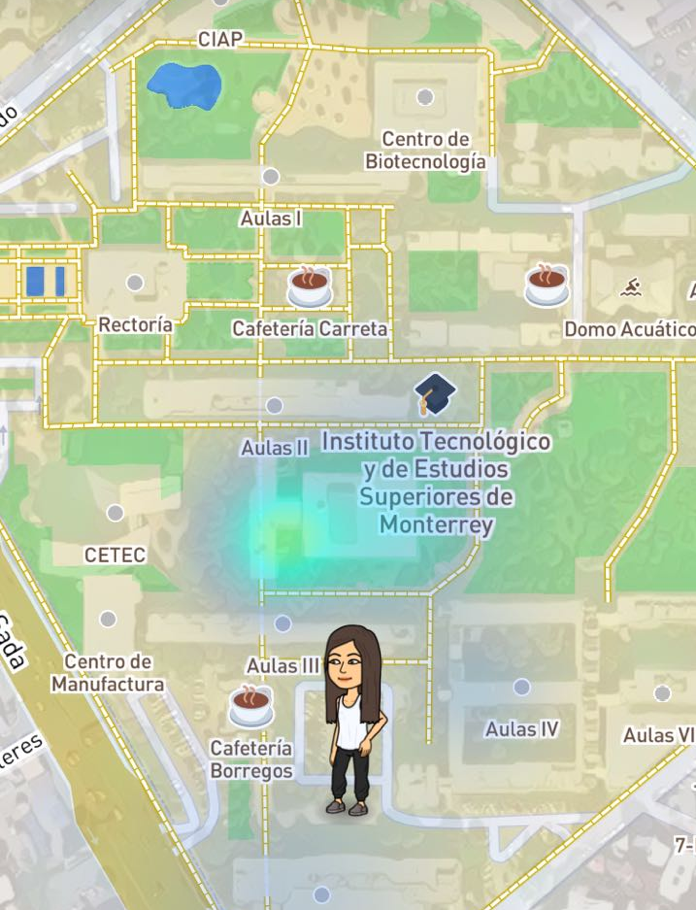 CIAP
do
Centro de
Biotecnología
Aulas I
Rectoría
Cafetería Carreta
Domo Acuático
A
Aulas II
Instituto Tecnológico
y de Estudios
Superiores de
Monterrey
CETEC
Gada
Aulas III
Centro de
Manufactura
Aulas IV
Aulas VI
leres
Cafetería
Borregos
7-